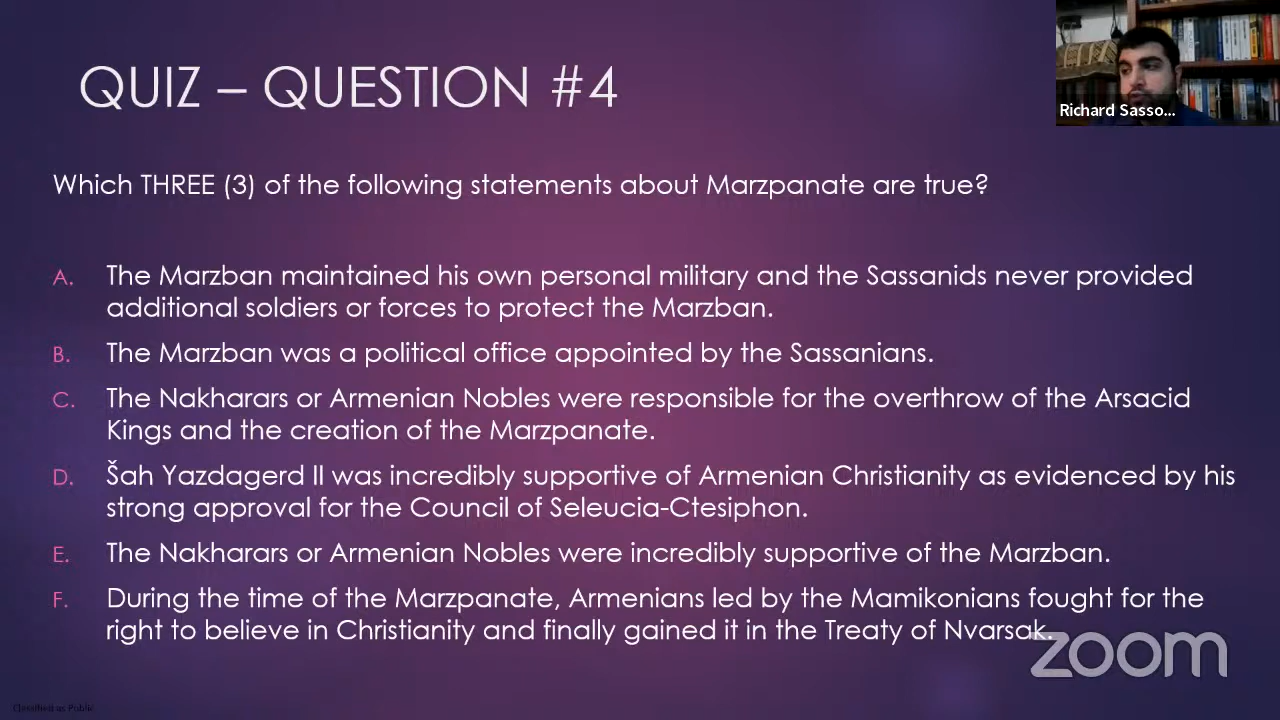 QUIZ – QUESTION #4
Richard Sasso...
Which THREE (3) of the following statements about Marzpanate are true?
A. The Marzban maintained his own personal military and the Sassanids never provided
additional soldiers or forces to protect the Marzban.
B. The Marzban was a political office appointed by the Sassanians.
C. The Nakharars or Armenian Nobles were responsible for the overthrow of the Arsacid
Kings and the creation of the Marzpanate.
D. Šah Yazdagerd II was incredibly supportive of Armenian Christianity as evidenced by his
strong approval for the Council of Seleucia-Ctesiphon.
E. The Nakharars or Armenian Nobles were incredibly supportive of the Marzban.
F. During the time of the Marzpanate, Armenians led by the Mamikonians fought for the
right to believe in Christianity and finally gained it in the Treaty of Nvarsak.
zoom
Classified as Public